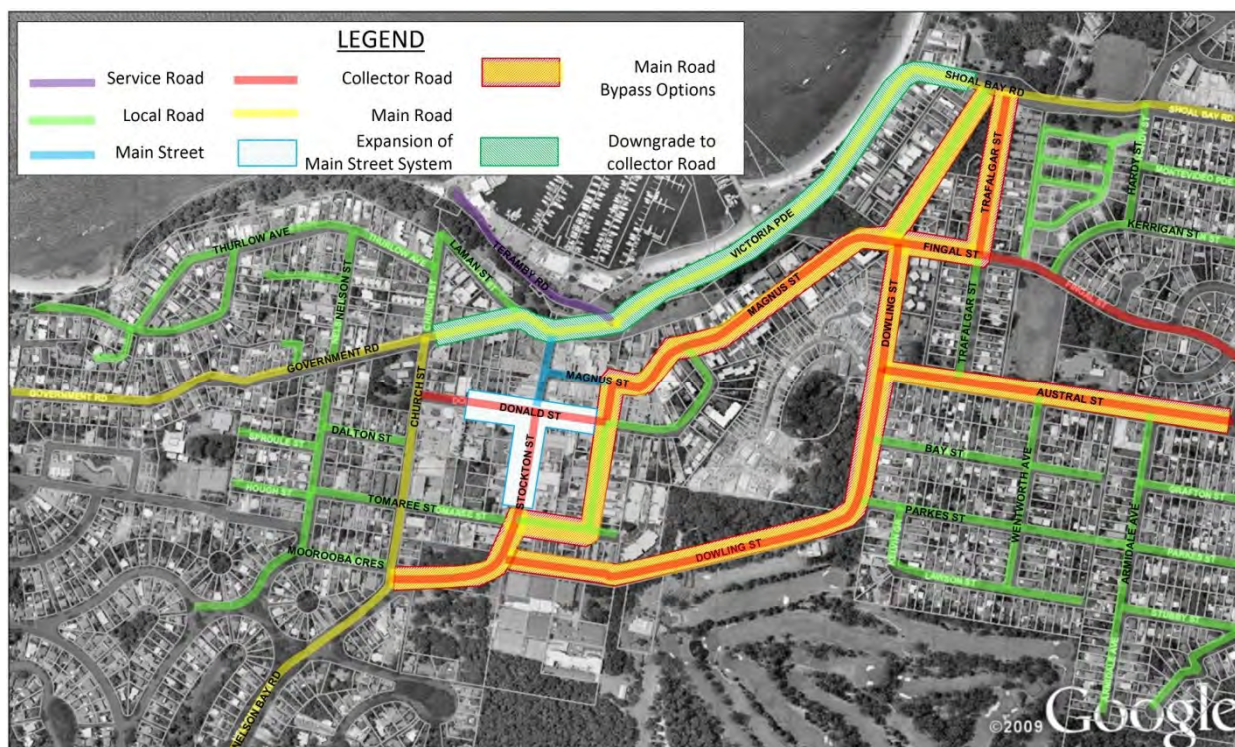 LEGEND
Service Road
Collector Road
Main Road
Bypass Options
Local Road
Main Road
Main Street
Expansion of
Main Street System
Downgrade to
collector Road
SHOAL BAY RD
SHOAL BAY RD
TRAFALGAR ST
HARDY ST
MONTEVIDEO PDE
KERRIGAN ST
VICTORIA PDE
THURLOW AVE
THURLOW AVE
LAMAN ST
TERAMBY RD
NELSON ST
CHURCH ST
FINGAL ST
FINGAL ST
MAGNUS ST
DOWLING ST
TRAFALGAR ST
GOVERNMENT RD
GOVERNMENT RD
MAGNUS ST
AUSTRAL ST
CHURCH ST
DONALD ST
STOCKTON ST
SPROULE ST
DALTON ST
BAY ST
WENTWORTH AVE
ARMIDALE AVE
GRAFTON ST
HOUGH ST
TOMAREE ST
TOMAREE ST
PARKES ST
PARKES ST
MOOROOBA CRES
DOWLING ST
LAWSON ST
STUBBY ST
ARMIDALE AVE
NELSON BAY RD
©2009 Google